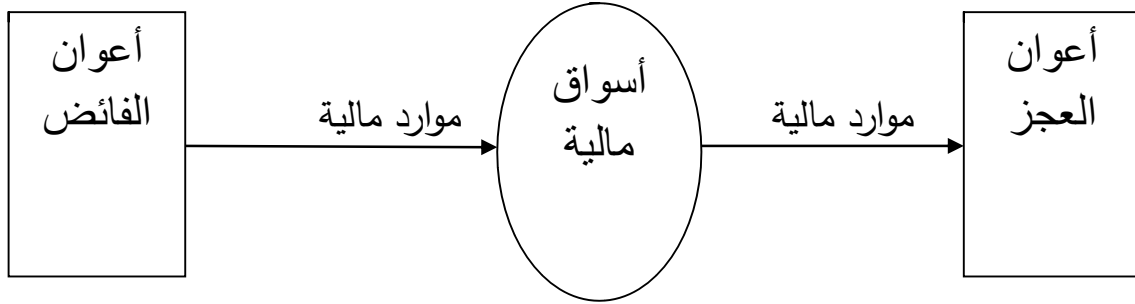 أعوان
الفائض
موارد مالية
أسواق
مالية
موارد مالية
أعوان
العجز